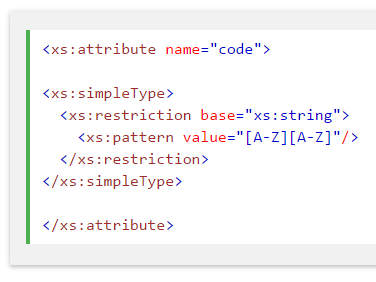 <xs:attribute name="code">

<xs:simpleType>
  <xs:restriction base="xs:string">
    <xs:pattern value="[A-Z][A-Z]"/>
  </xs:restriction>
</xs:simpleType>

</xs:attribute>